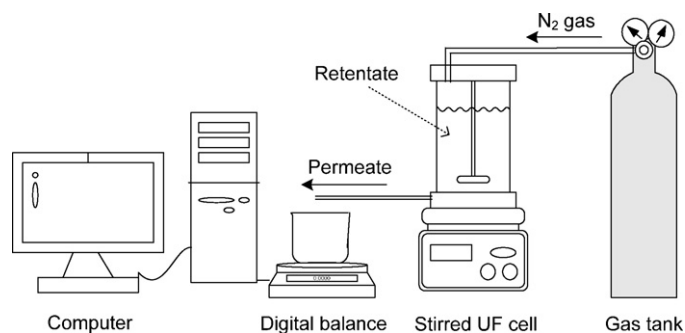 N₂ gas
Retentate
Permeate
Computer
Digital balance
Stirred UF cell
Gas tank